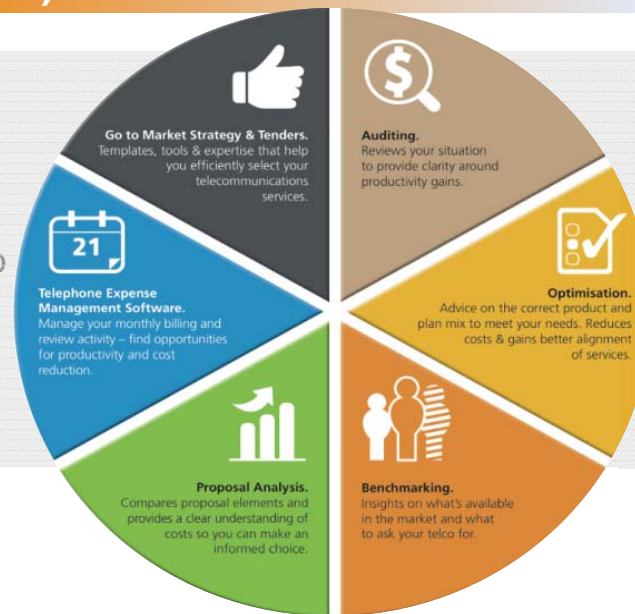 Go to Market Strategy & Tenders.
Templates, tools & expertise that help
you efficiently select your
telecommunications
services.
Auditing.
Reviews your situation
to provide clarity around
productivity gains.
21
Telephone Expense
Management Software.
Manage your monthly billing and
review activity – find opportunities
for productivity and cost
reduction.
Optimisation.
Advice on the correct product and
plan mix to meet your needs. Reduces
costs & gains better alignment
of services.
Proposal Analysis.
Compares proposal elements and
provides a clear understanding of
costs so you can make an
informed choice.
Benchmarking.
Insights on what's available
in the market and what
to ask your telco for.